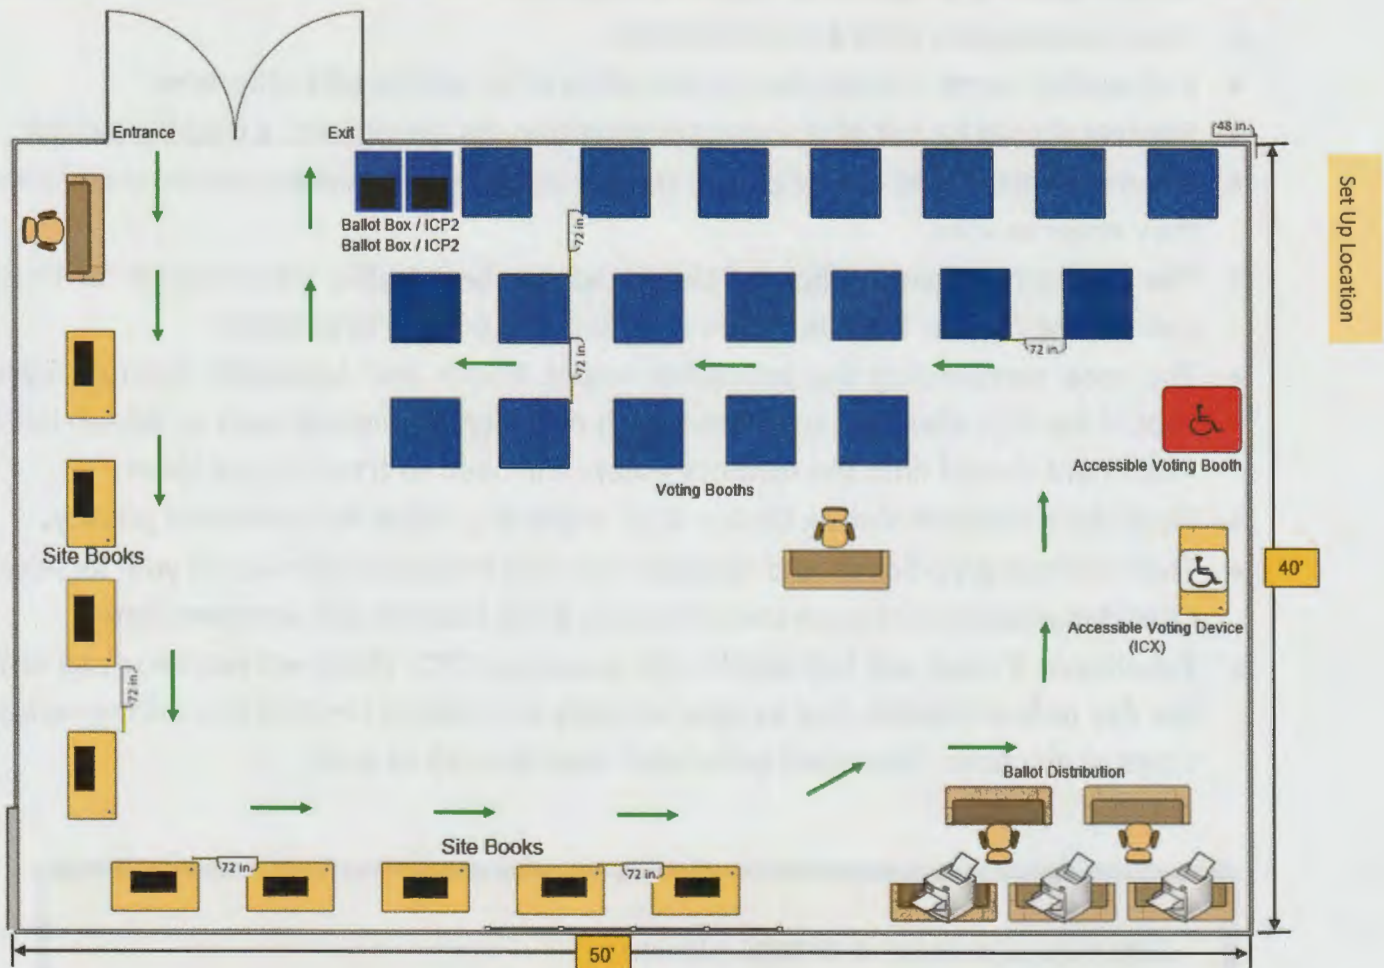 Entrance
Exit
48 in.
Set Up Location
Ballot Box / ICP2
Ballot Box / ICP2
72 in.
72 in.
72 in.
Accessible Voting Booth
Voting Booths
Site Books
40'
Accessible Voting Device
(ICX)
72 in.
Ballot Distribution
Site Books
72 in.
72 in.
50'